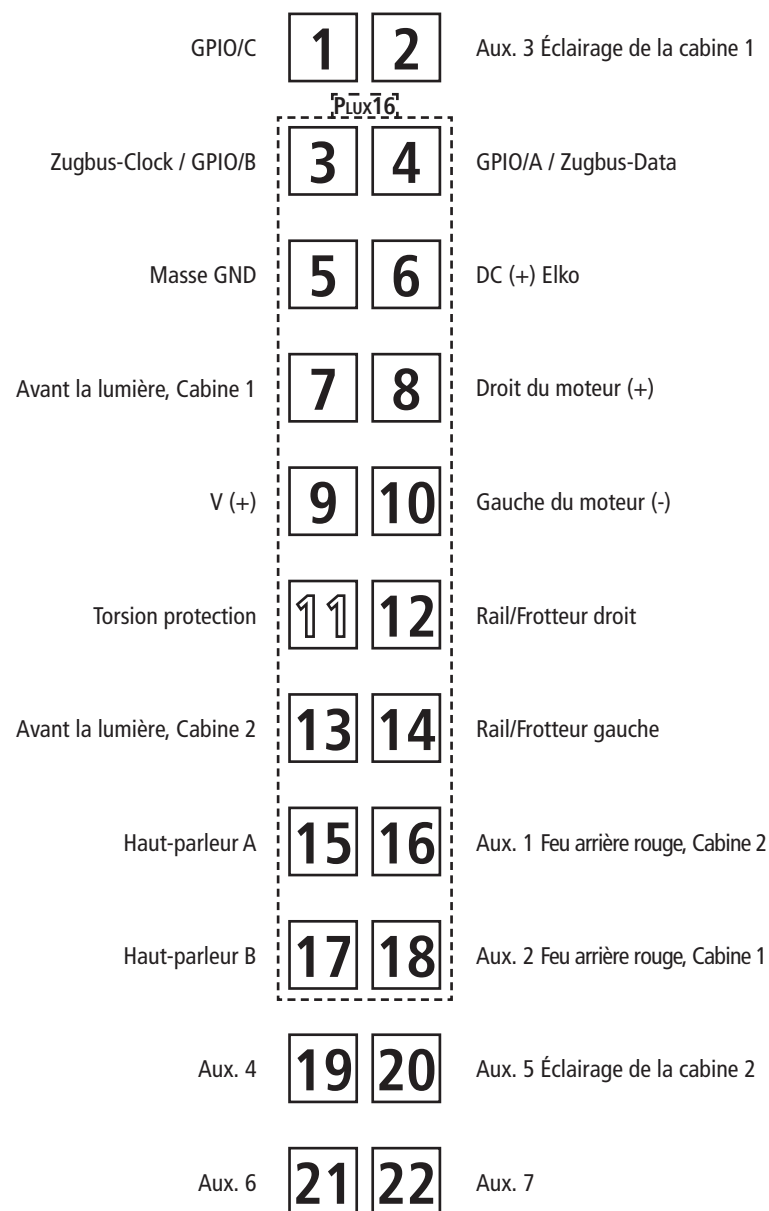 GPIO/C 1 2 Aux. 3 Éclairage de la cabine 1
PLUX16
Zugbus-Clock / GPIO/B 3 4 GPIO/A / Zugbus-Data
Masse GND 5 6 DC (+) Elko
Avant la lumière, Cabine 1 7 8 Droit du moteur (+)
V (+) 9 10 Gauche du moteur (-)
Torsion protection 11 12 Rail/Frotteur droit
Avant la lumière, Cabine 2 13 14 Rail/Frotteur gauche
Haut-parleur A 15 16 Aux. 1 Feu arrière rouge, Cabine 2
Haut-parleur B 17 18 Aux. 2 Feu arrière rouge, Cabine 1
Aux. 4 19 20 Aux. 5 Éclairage de la cabine 2
Aux. 6 21 22 Aux. 7